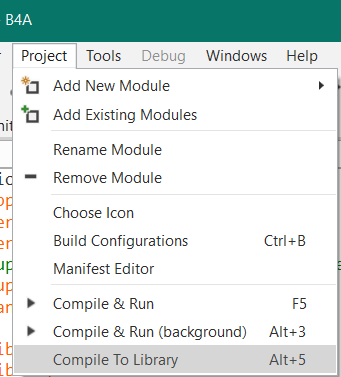 B4A
Project Tools Debug Windows Help
Add New Module
Add Existing Modules
Rename Module
Remove Module
Choose Icon
Build Configurations Ctrl+B
Manifest Editor
Compile & Run F5
Compile & Run (background) Alt+3
Compile To Library Alt+5